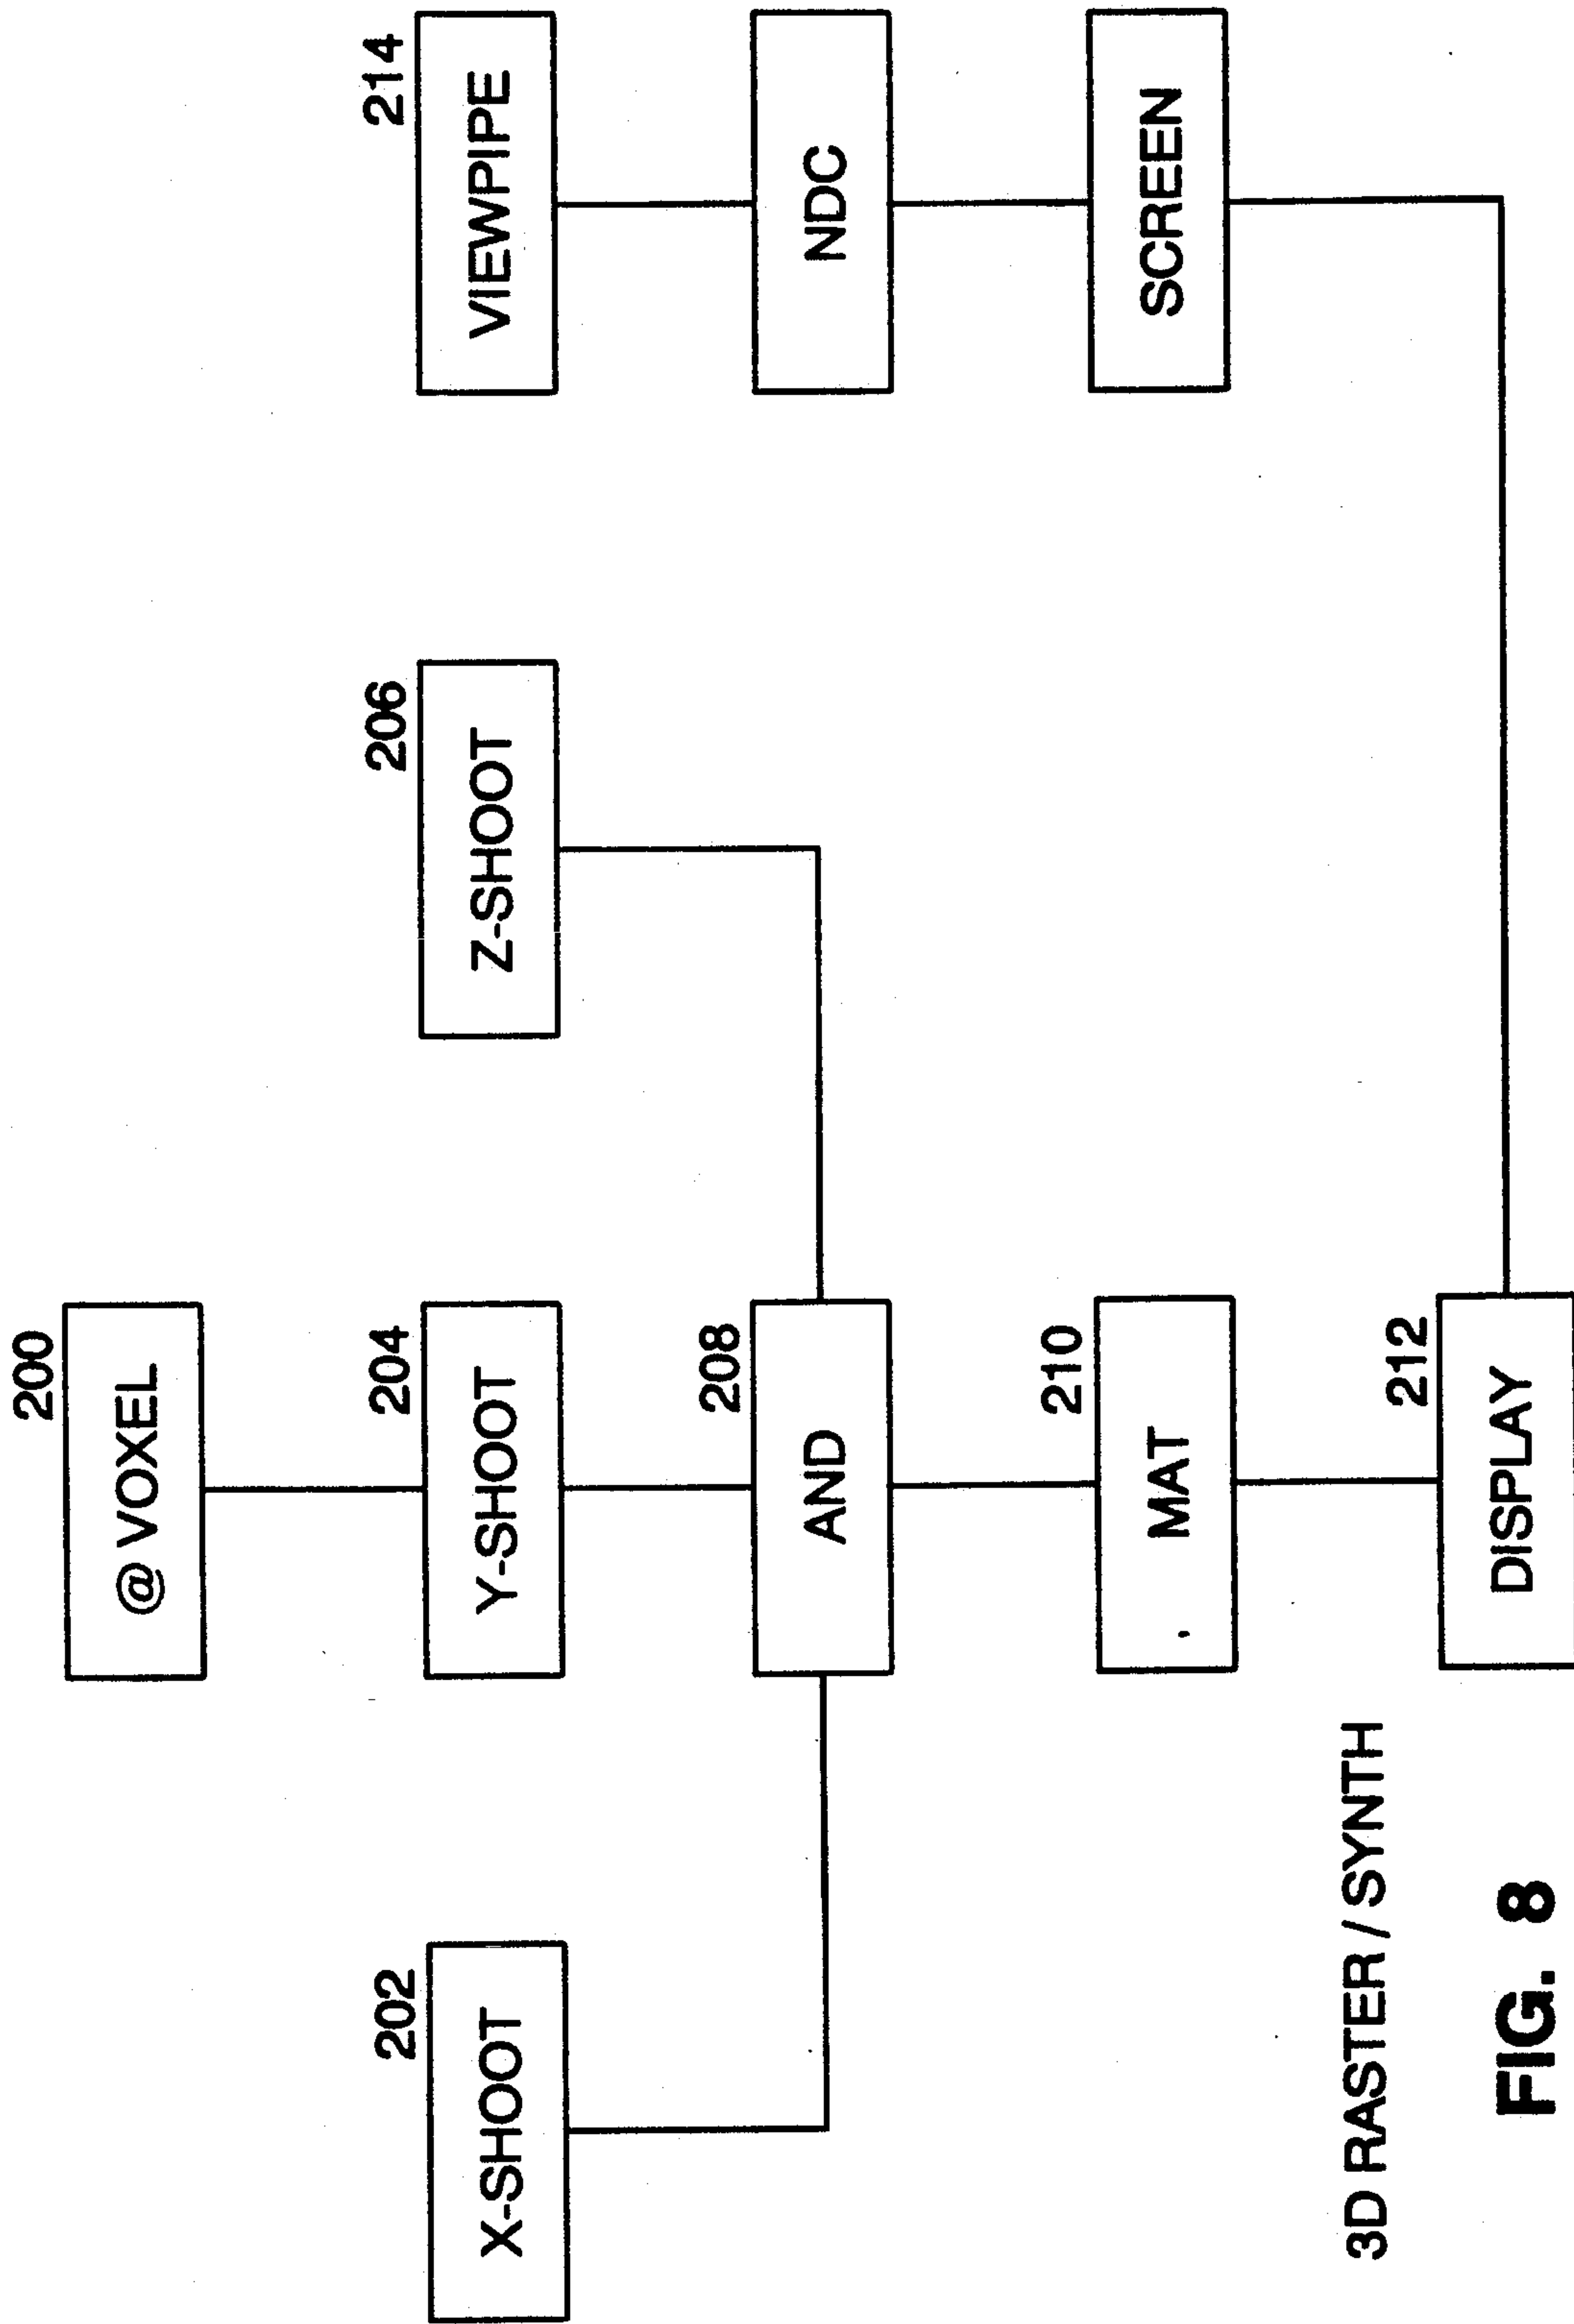 200
@ VOXEL
202
X-SHOOT
204
Y-SHOOT
206
Z-SHOOT
214
VIEWPIPE
208
AND
NDC
210
MAT
SCREEN
3D RASTER / SYNTH
212
DISPLAY
FIG. 8